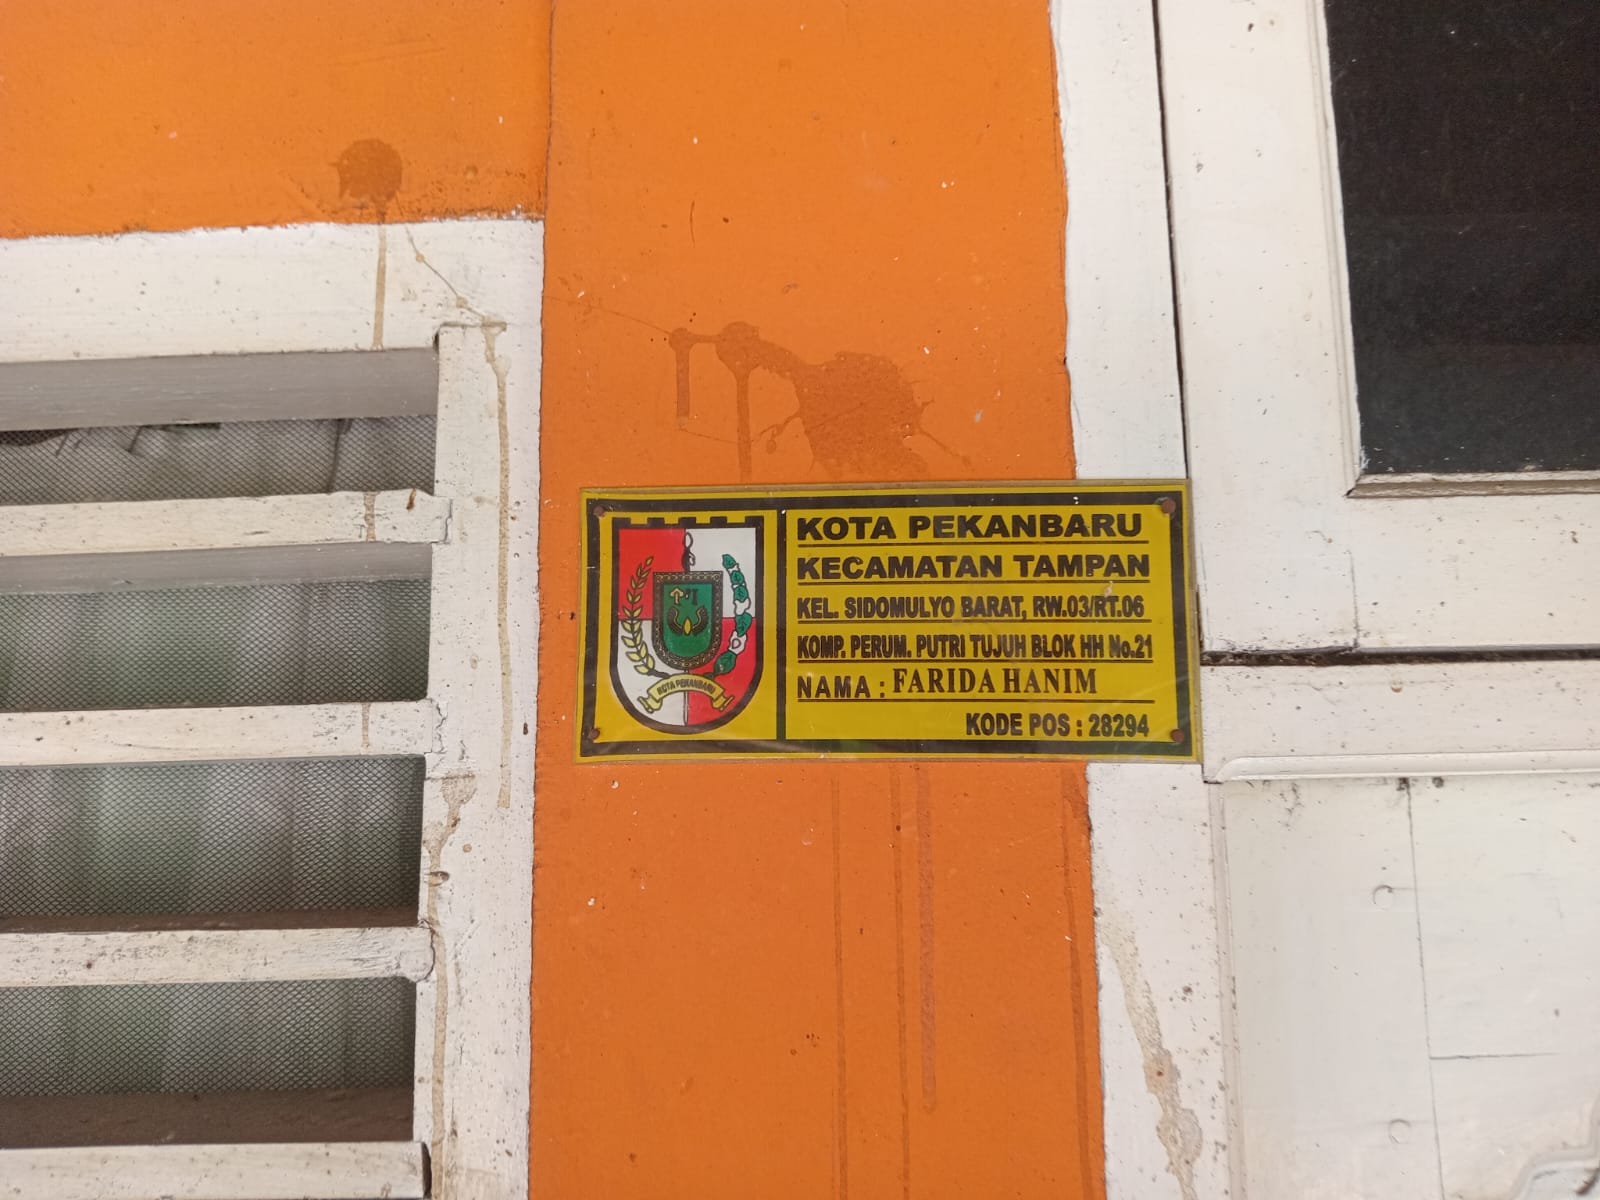 KOTA PEKANBARU
KECAMATAN TAMPAN
KEL. SIDOMULYO BARAT, RW.03/RT.06
KOMP. PERUM. PUTRI TUJUH BLOK HH No.21
NAMA : FARIDA HANIM
KODE POS : 28294
KOTA PEKANBARU